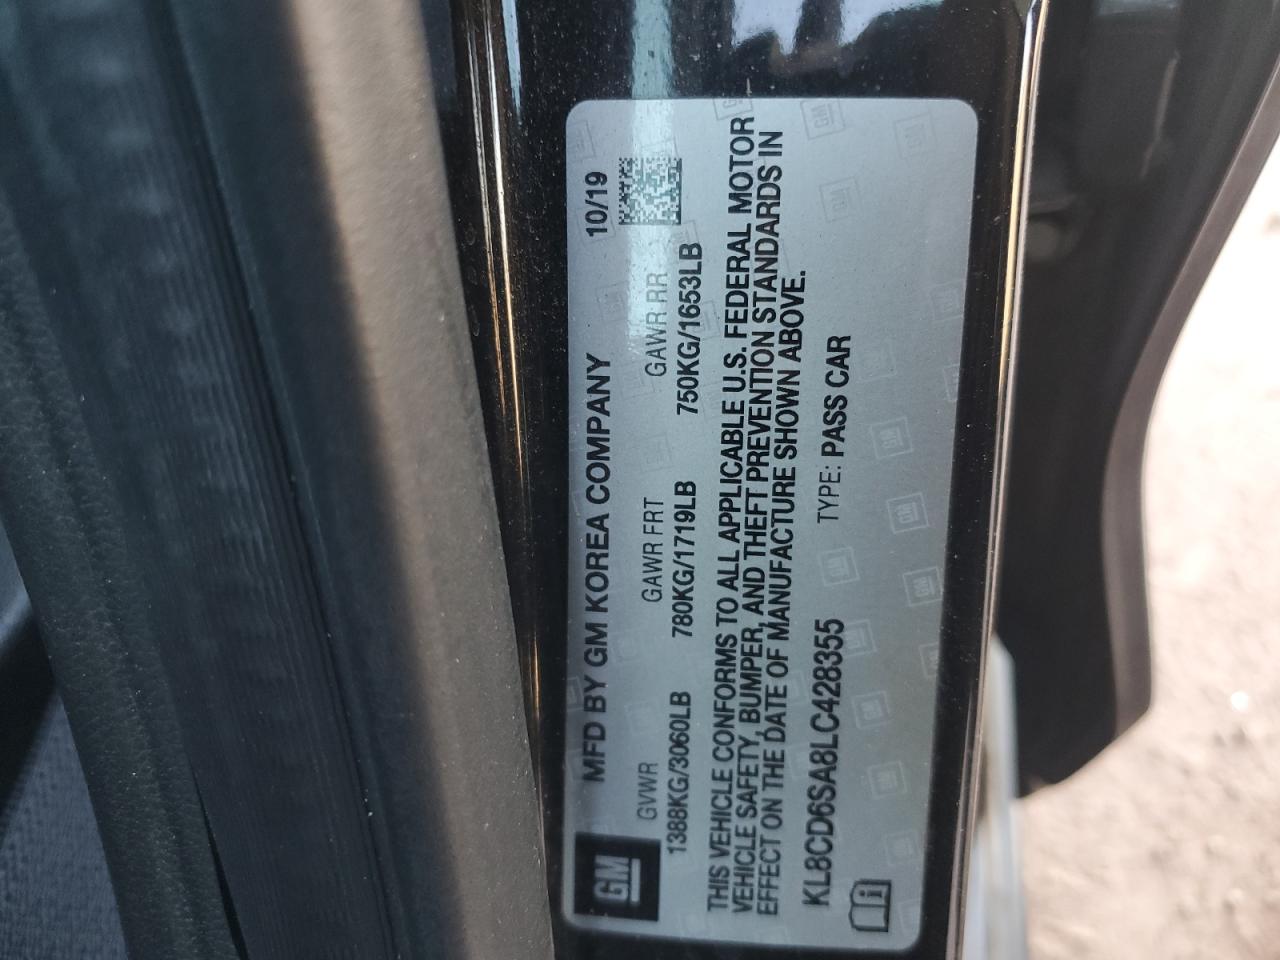 GM
MFD BY GM KOREA COMPANY 10/19
GVWR GAWR FRT GAWR RR
1388KG/3060LB 780KG/1719LB 750KG/1653LB
THIS VEHICLE CONFORMS TO ALL APPLICABLE U.S. FEDERAL MOTOR
VEHICLE SAFETY, BUMPER, AND THEFT PREVENTION STANDARDS IN
EFFECT ON THE DATE OF MANUFACTURE SHOWN ABOVE.
KL8CD6SA8LC428355 TYPE: PASS CAR